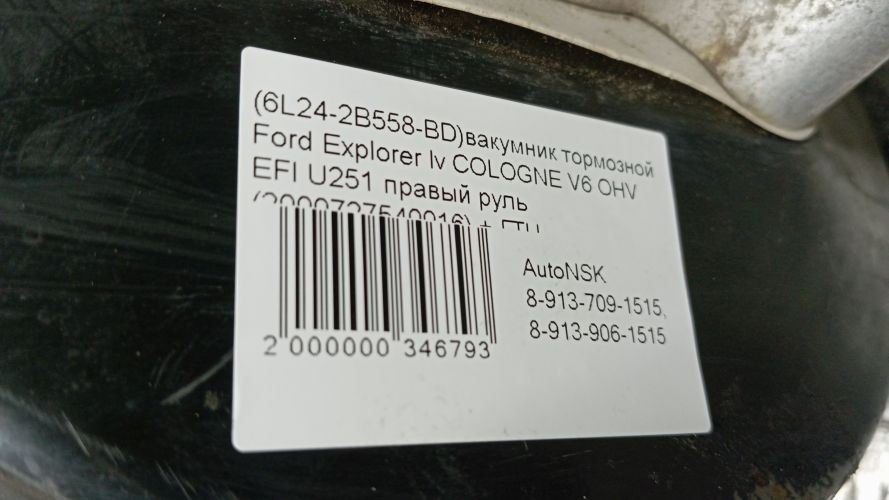 (6L24-2B558-BD)вакумник тормозной
Ford Explorer Iv COLOGNE V6 OHV
EFI U251 правый руль
AutoNSK
8-913-709-1515,
8-913-906-1515
2 000000 346793